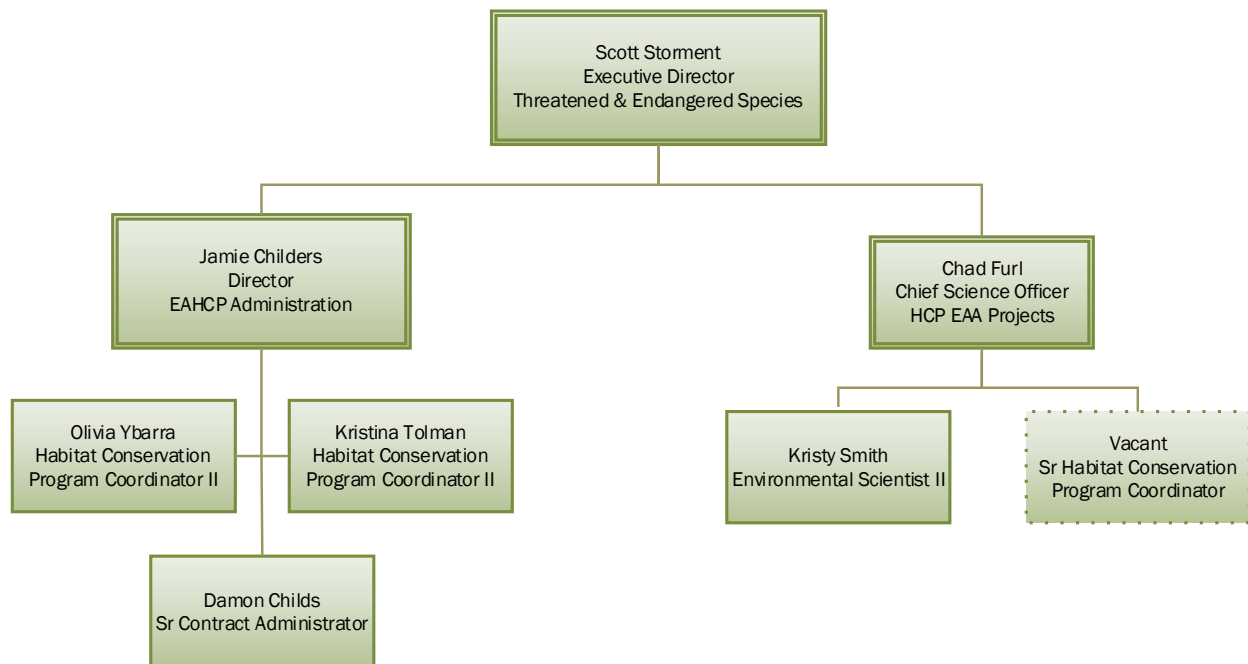 Scott Storment
Executive Director
Threatened & Endangered Species
Jamie Childers
Director
EAHCP Administration
Chad Furl
Chief Science Officer
HCP EAA Projects
Olivia Ybarra
Habitat Conservation
Program Coordinator II
Kristina Tolman
Habitat Conservation
Program Coordinator II
Kristy Smith
Environmental Scientist II
Vacant
Sr Habitat Conservation
Program Coordinator
Damon Childs
Sr Contract Administrator